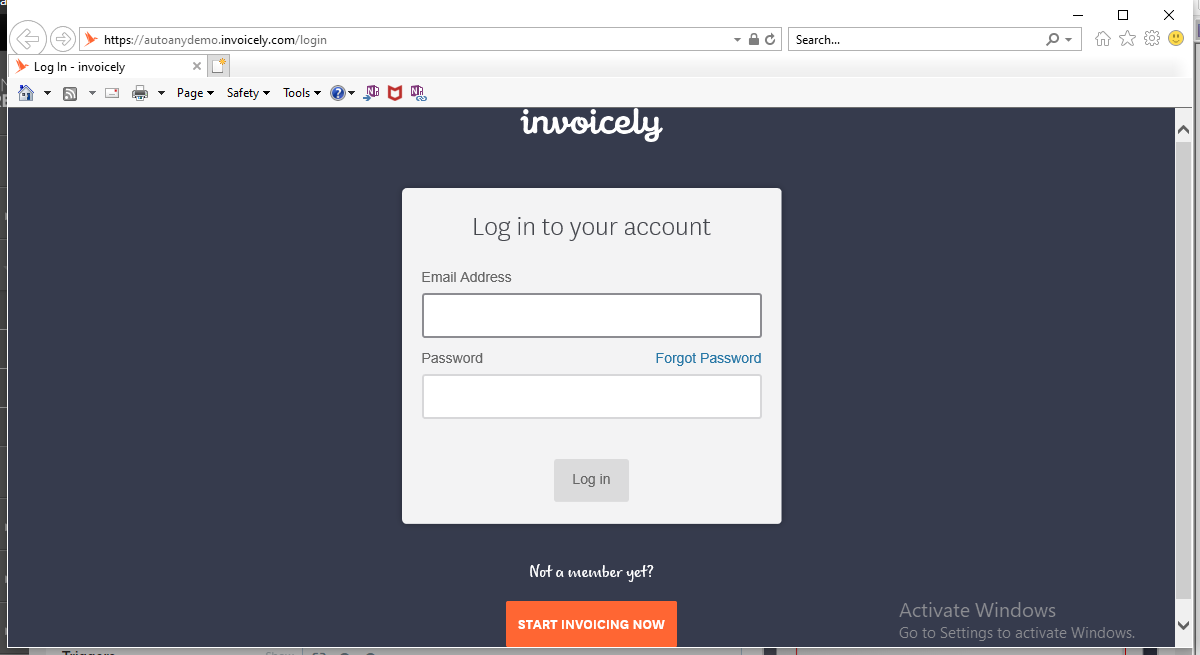 https://autoanydemo.invoicely.com/login
Search...
Log In - invoicely
Page
Safety
Tools
invoicely
Log in to your account
Email Address
Password
Forgot Password
Log in
Not a member yet?
START INVOICING NOW
Activate Windows
Go to Settings to activate Windows.